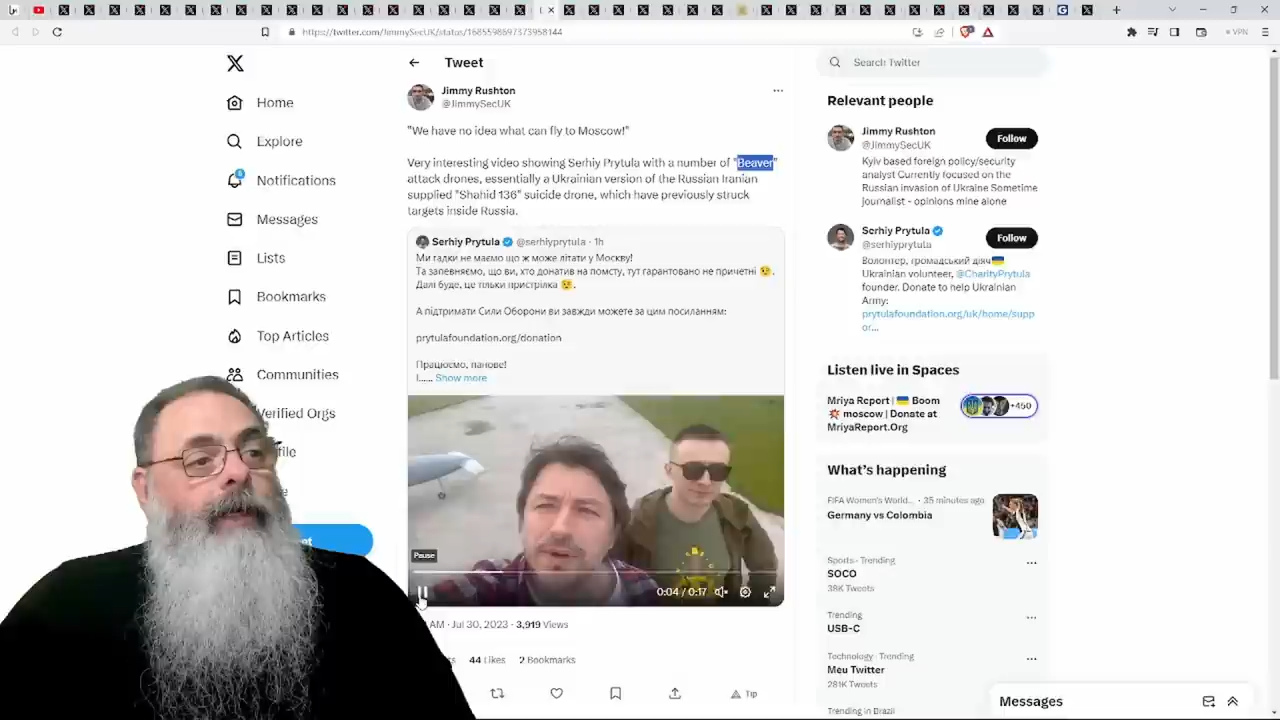 https://twitter.com/JimmySecUK/status/1685598697373958144
VPN
Home
Explore
Notifications
Messages
Lists
Bookmarks
Top Articles
Communities
Verified Orgs
Tweet
Jimmy Rushton
@JimmySecUK
"We have no idea what can fly to Moscow!"
Very interesting video showing Serhiy Prytula with a number of "Beaver"
attack drones, essentially a Ukrainian version of the Russian Iranian
supplied "Shahid 136" suicide drone, which have previously struck
targets inside Russia.
Serhiy Prytula @serhiyprytula · 1h
Ми гадки не маємо що ж може літати у Москву!
Та запевняємо, що ви, хто донатив на помсту, тут гарантовано не причетні 😉.
Далі буде, це тільки пристрілка 😉.
А підтримати Сили Оборони ви завжди можете за цим посиланням:
prytulafoundation.org/donation
Працюємо, панове!
І...... Show more
Pause
0:04 / 0:17
AM · Jul 30, 2023 · 3,919 Views
44 Likes 2 Bookmarks
Tip
Search Twitter
Relevant people
Jimmy Rushton
@JimmySecUK
Follow
Kyiv based foreign policy/security
analyst Currently focused on the
Russian invasion of Ukraine Sometime
journalist - opinions mine alone
Serhiy Prytula
@serhiyprytula
Follow
Волонтер, громадський діяч🇺🇦
Ukrainian volunteer, @CharityPrytula
founder. Donate to help Ukrainian
Army:
prytulafoundation.org/uk/home/supp
or...
Listen live in Spaces
Mriya Report | 🇺🇦 Boom
💥 moscow | Donate at
MriyaReport.Org
+450
What's happening
FIFA Women's World... · 35 minutes ago
Germany vs Colombia
Sports · Trending
SOCO
38K Tweets
Trending
USB-C
Technology · Trending
Meu Twitter
281K Tweets
Trending in Brazil
Messages